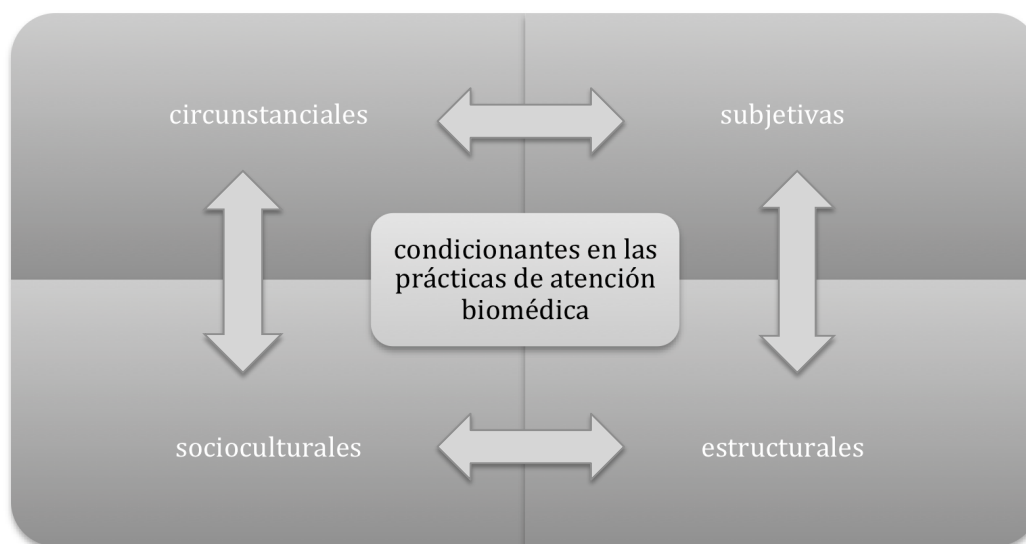 circunstanciales
subjetivas
condicionantes en las
prácticas de atención
biomédica
socioculturales
estructurales